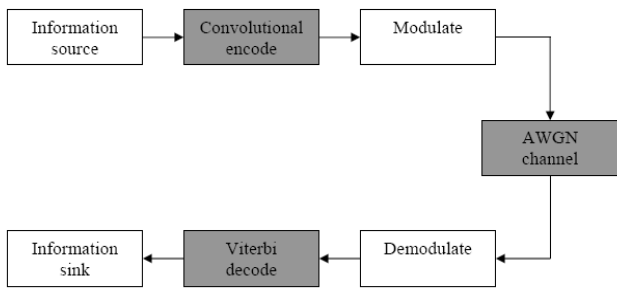 Information
source
Convolutional
encode
Modulate
AWGN
channel
Information
sink
Viterbi
decode
Demodulate